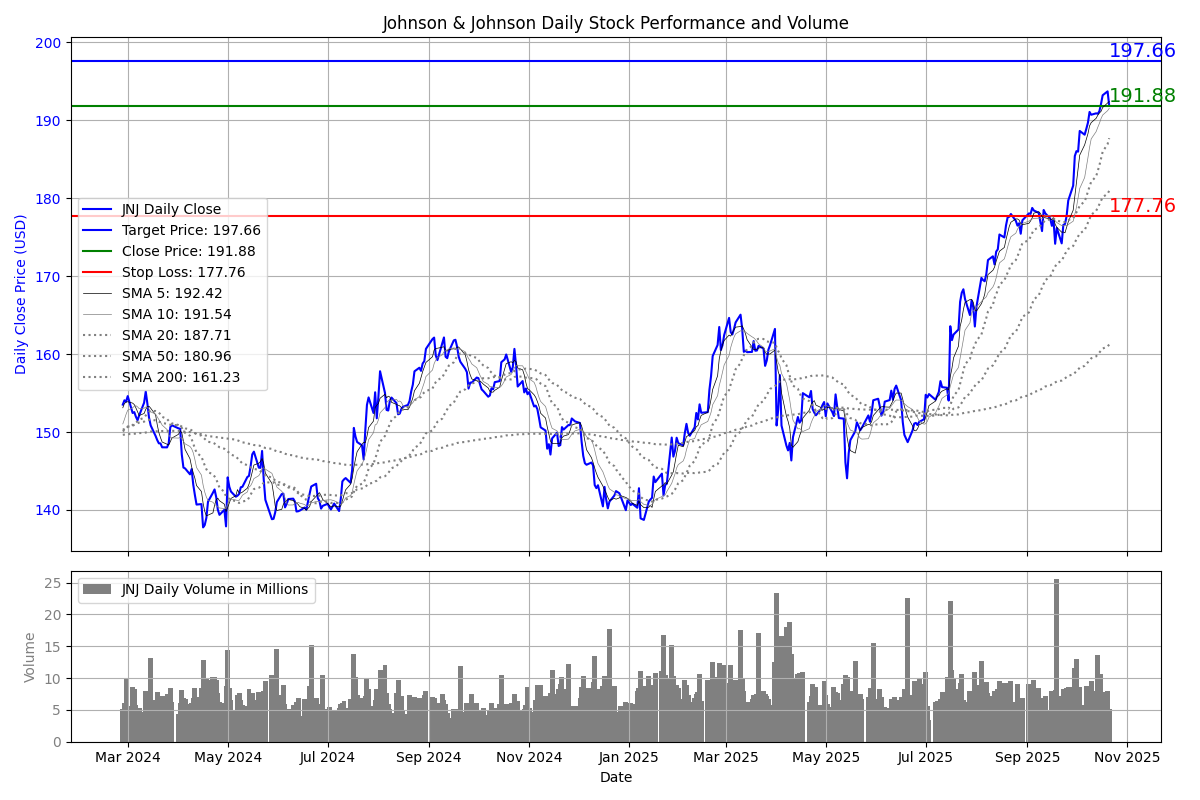 Johnson & Johnson Daily Stock Performance and Volume
200
190
180
170
160
150
140
Daily Close Price (USD)
197.66
191.88
177.76
JNJ Daily Close
Target Price: 197.66
Close Price: 191.88
Stop Loss: 177.76
SMA 5: 192.42
SMA 10: 191.54
SMA 20: 187.71
SMA 50: 180.96
SMA 200: 161.23
JNJ Daily Volume in Millions
25
20
15
10
5
0
Volume
Mar 2024 May 2024 Jul 2024 Sep 2024 Nov 2024 Jan 2025 Mar 2025 May 2025 Jul 2025 Sep 2025 Nov 2025
Date